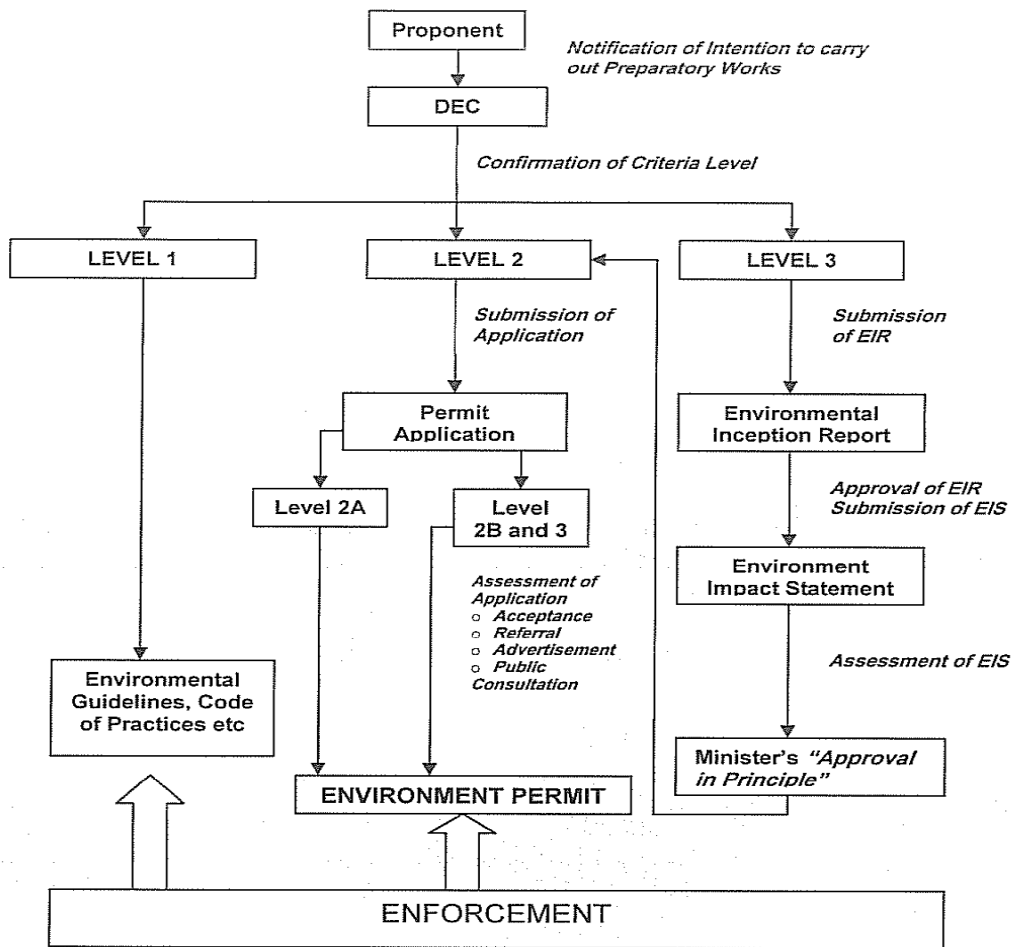 Proponent
Notification of Intention to carry
out Preparatory Works
DEC
Confirmation of Criteria Level
LEVEL 1
LEVEL 2
LEVEL 3
Submission of
Application
Submission
of EIR
Permit
Application
Environmental
Inception Report
Level 2A
Level
2B and 3
Approval of EIR
Submission of EIS
Environment
Impact Statement
Assessment of
Application
o Acceptance
o Referral
o Advertisement
o Public
Consultation
Assessment of EIS
Environmental
Guidelines, Code
of Practices etc
Minister's "Approval
in Principle"
ENVIRONMENT PERMIT
ENFORCEMENT